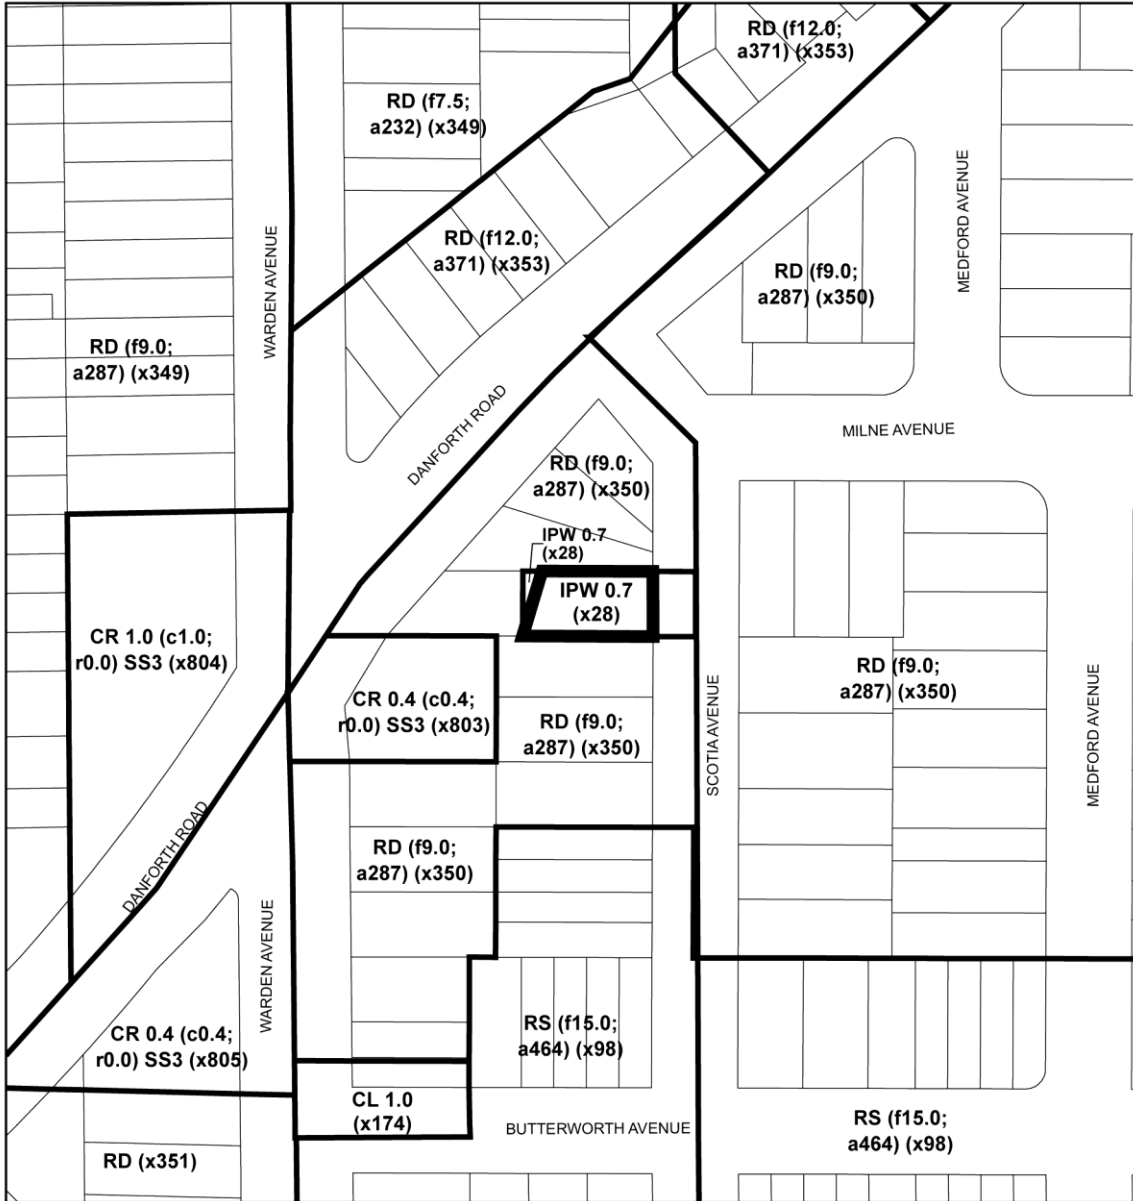 RD (f12.0;
a371) (x353)
RD (f7.5;
a232) (x349)
MEDFORD AVENUE
WARDEN AVENUE
RD (f12.0;
a371) (x353)
RD (f9.0;
a287) (x350)
RD (f9.0;
a287) (x349)
DANFORTH ROAD
MILNE AVENUE
RD (f9.0;
a287) (x350)
IPW 0.7
(x28)
IPW 0.7
(x28)
CR 1.0 (c1.0;
r0.0) SS3 (x804)
CR 0.4 (c0.4;
r0.0) SS3 (x803)
RD (f9.0;
a287) (x350)
SCOTIA AVENUE
RD (f9.0;
a287) (x350)
MEDFORD AVENUE
DANFORTH ROAD
RD (f9.0;
a287) (x350)
WARDEN AVENUE
CR 0.4 (c0.4;
r0.0) SS3 (x805)
RS (f15.0;
a464) (x98)
CL 1.0
(x174)
BUTTERWORTH AVENUE
RS (f15.0;
a464) (x98)
RD (x351)